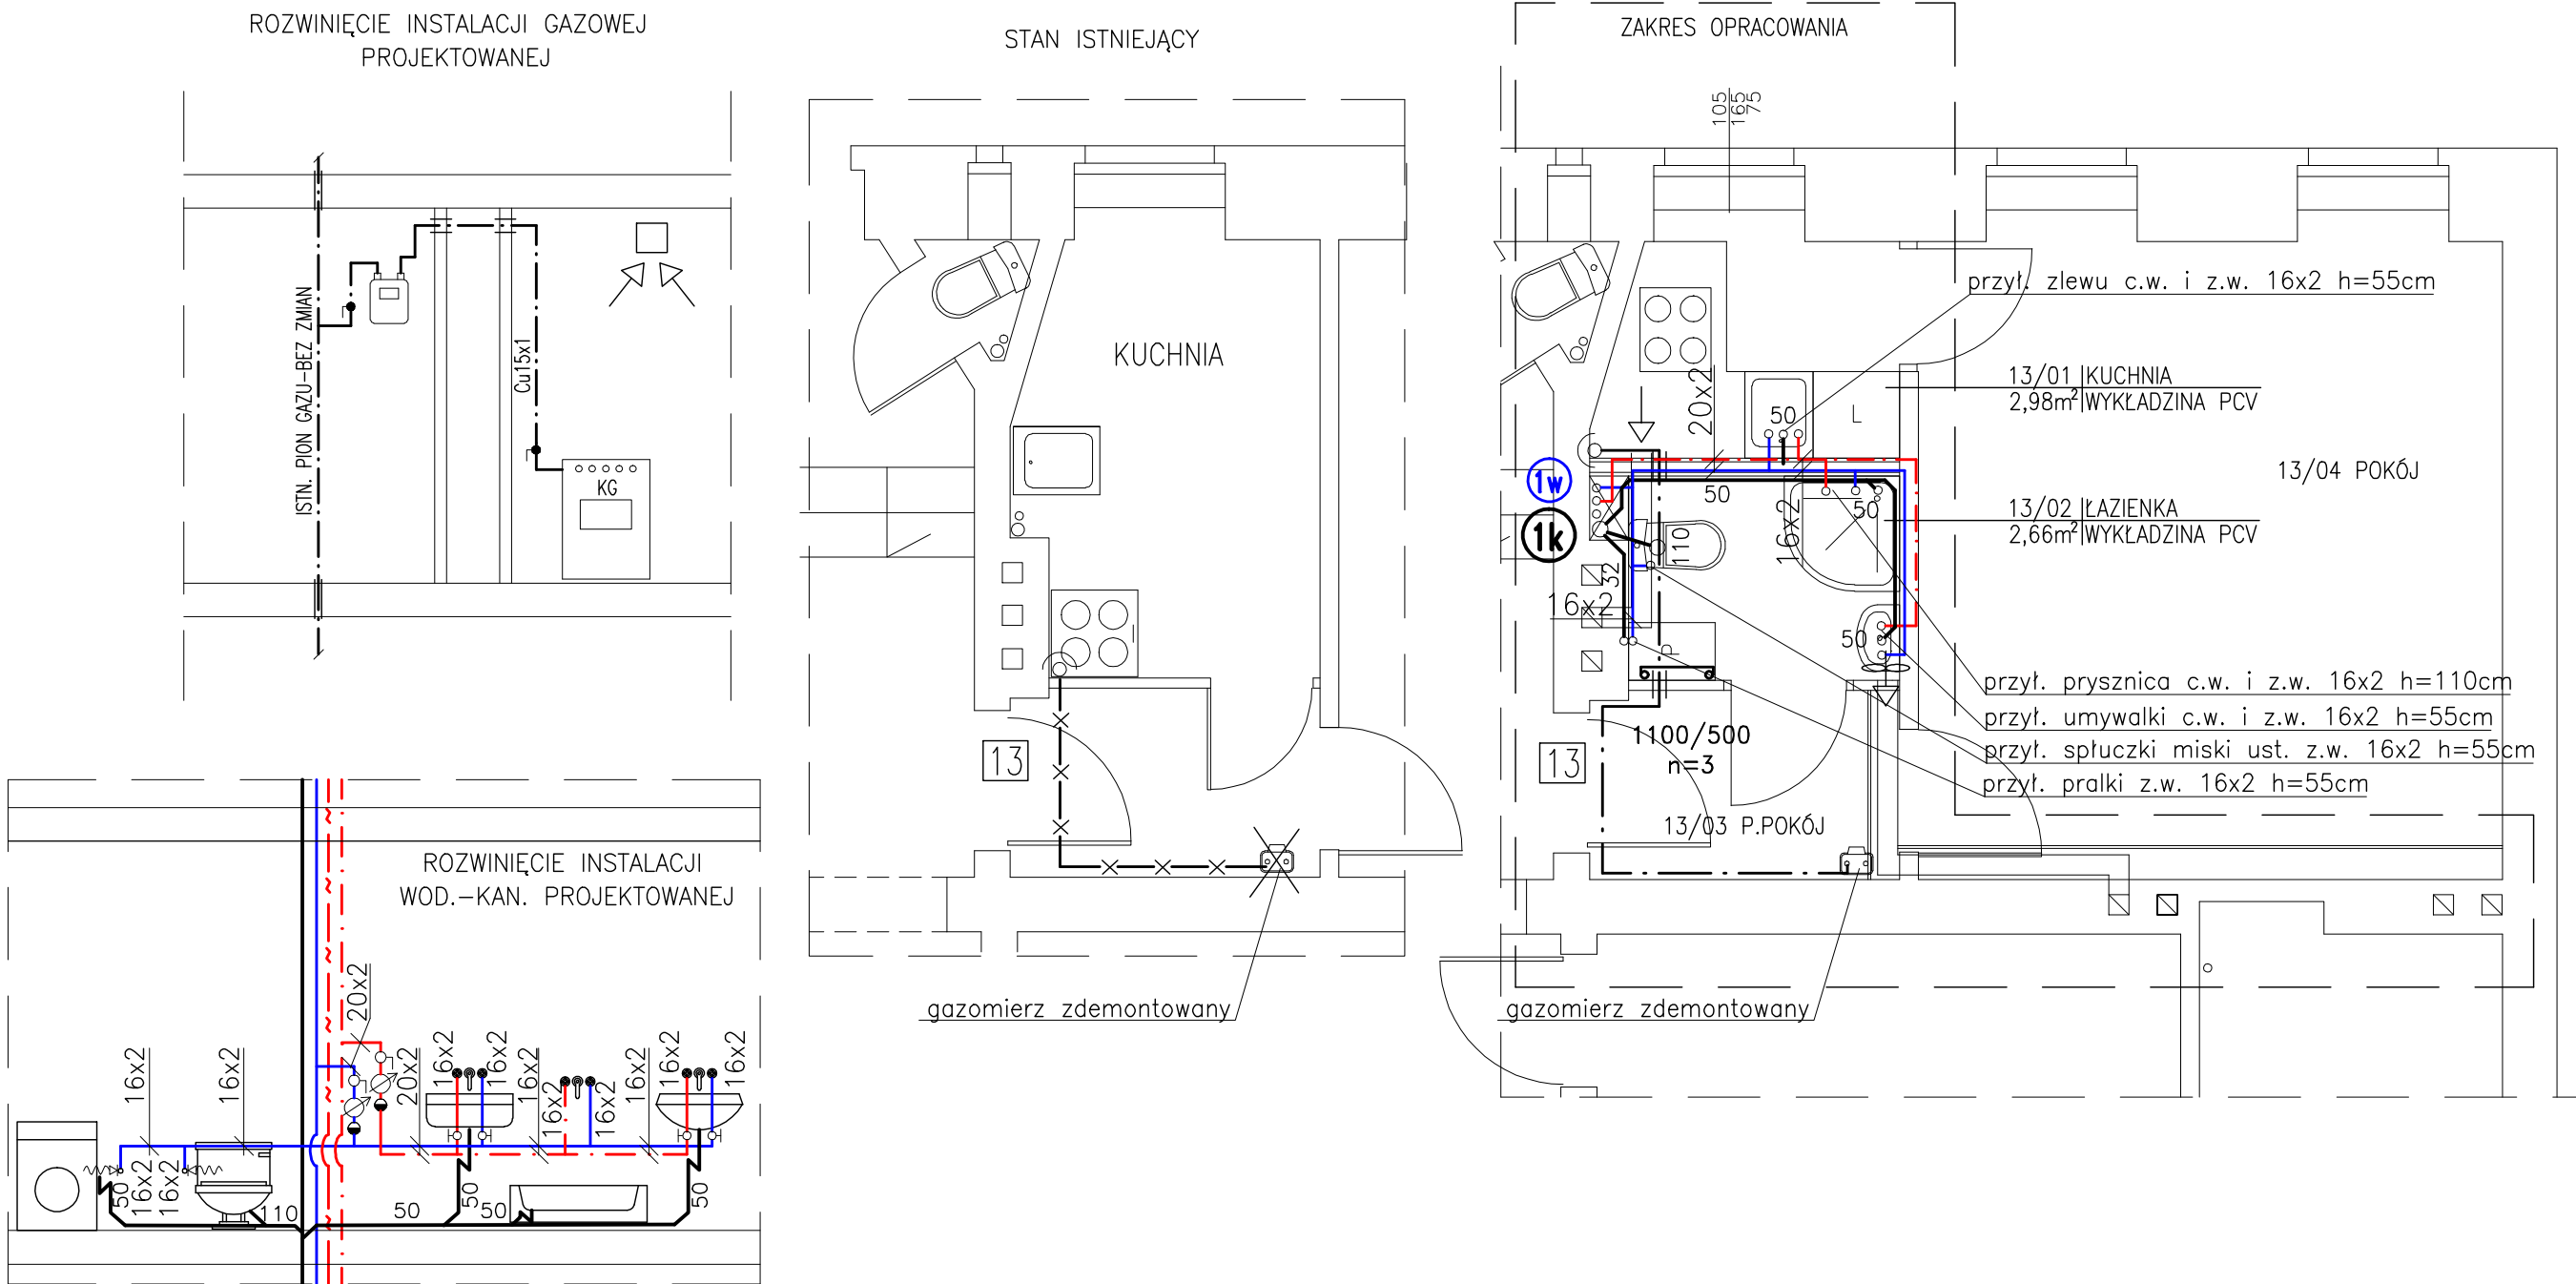 ROZWINIĘCIE INSTALACJI GAZOWEJ
PROJEKTOWANEJ
ISTN. PION GAZU-BEZ ZMIAN
Cu15x1
KG
STAN ISTNIEJĄCY
KUCHNIA
13
gazomierz zdemontowany
ZAKRES OPRACOWANIA
105
165
75
przył. zlewu c.w. i z.w. 16x2 h=55cm
13/01 KUCHNIA
2,98m² WYKŁADZINA PCV
13/04 POKÓJ
13/02 ŁAZIENKA
2,66m² WYKŁADZINA PCV
20x2
50
L
1w
1k
50
16x2
50
110
32
16x2
50
P
przył. prysznica c.w. i z.w. 16x2 h=110cm
przył. umywalki c.w. i z.w. 16x2 h=55cm
przył. spłuczki miski ust. z.w. 16x2 h=55cm
przył. pralki z.w. 16x2 h=55cm
1100/500
n=3
13
13/03 P.POKÓJ
gazomierz zdemontowany
ROZWINIĘCIE INSTALACJI
WOD.-KAN. PROJEKTOWANEJ
20x2
16x2
16x2
20x2
16x2
16x2
16x2
16x2
16x2
16x2
16x2
16x2
50
16x2
16x2
110
50
50
50
50